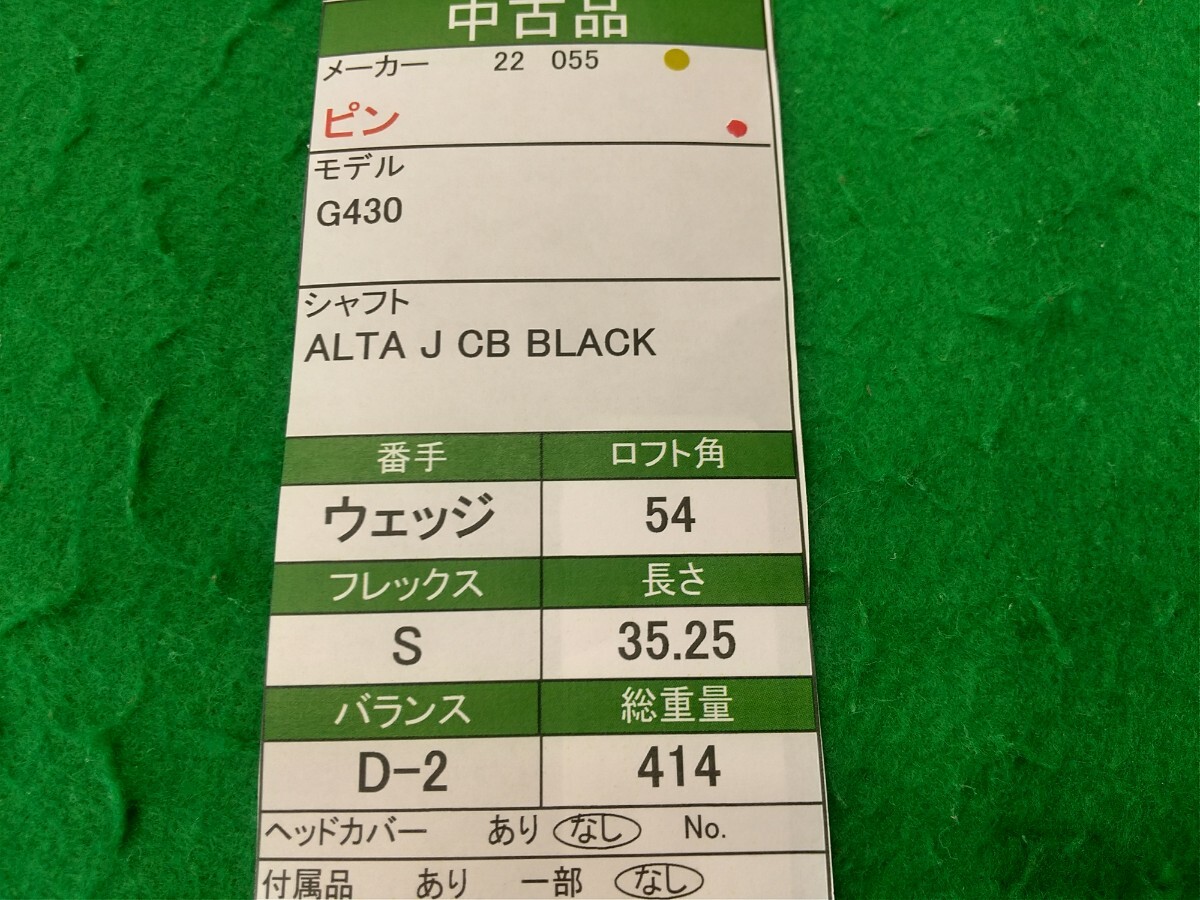 中古品
メーカー 22 055
ピン
モデル
G430
シャフト
ALTA J CB BLACK
番手 ロフト角
ウェッジ 54
フレックス 長さ
S 35.25
バランス 総重量
D-2 414
ヘッドカバー あり なし No.
付属品 あり 一部 なし